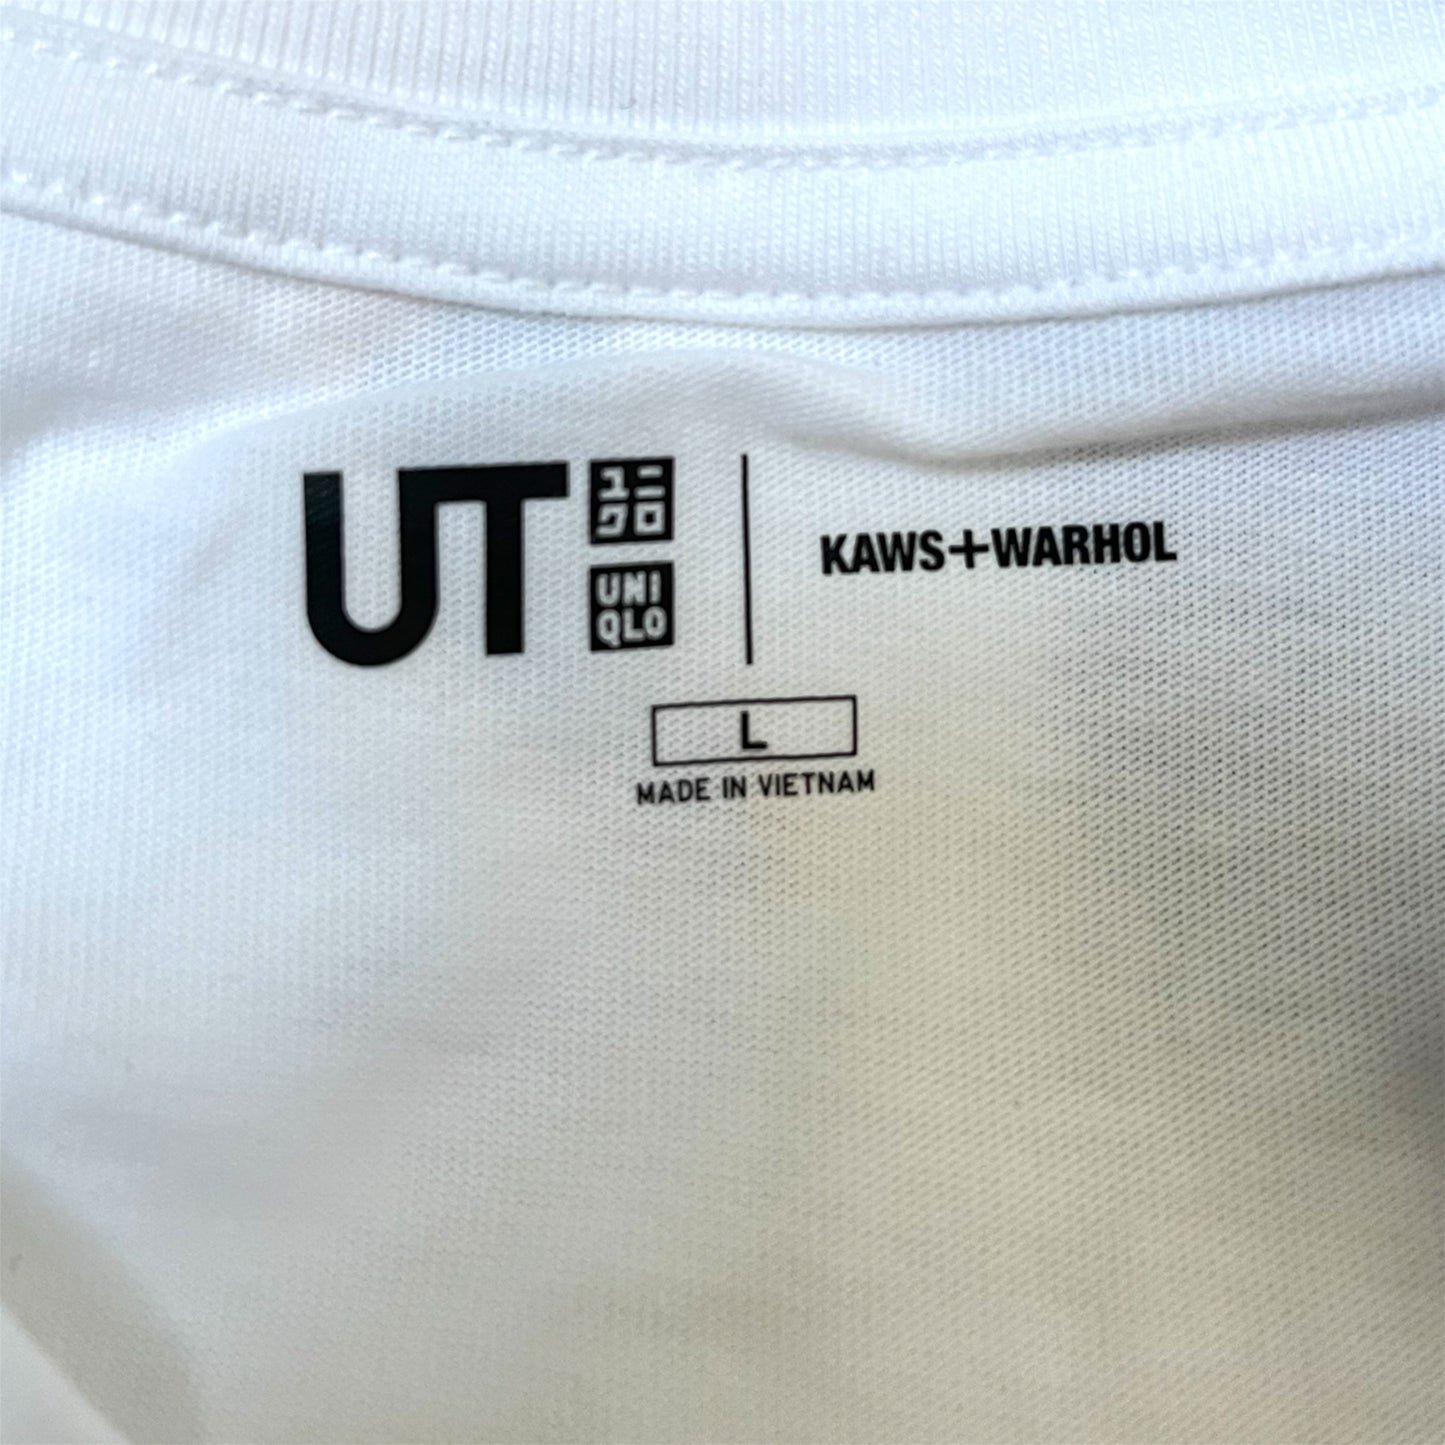 UT
ユニ
クロ
UNI
QLO
KAWS+WARHOL
L
MADE IN VIETNAM